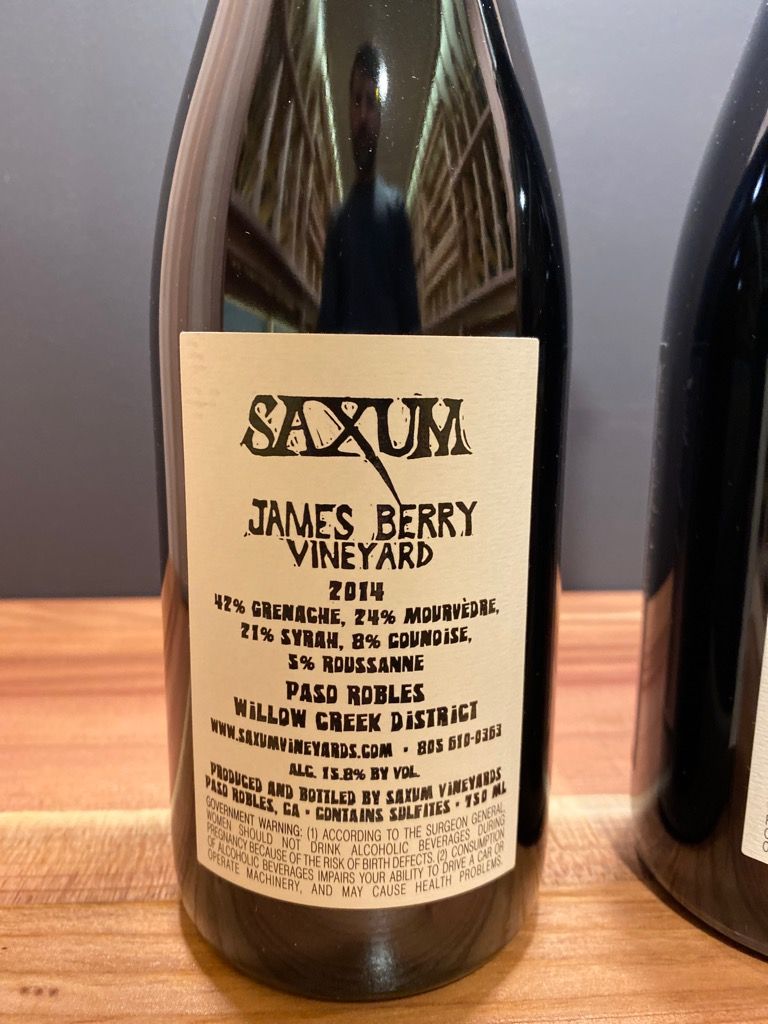 SAXUM
JAMES BERRY
VINEYARD
2014
42% GRENACHE, 24% MOURVÈDRE,
21% SYRAH, 8% COUNOISE,
5% ROUSSANNE
PASO ROBLES
WILLOW CREEK DISTRICT
WWW.SAXUMVINEYARDS.COM • 805 610-0363
ALC. 15.8% BY VOL.
PRODUCED AND BOTTLED BY SAXUM VINEYARDS
PASO ROBLES, CA • CONTAINS SULFITES • 750 ML
GOVERNMENT WARNING: (1) ACCORDING TO THE SURGEON GENERAL,
WOMEN SHOULD NOT DRINK ALCOHOLIC BEVERAGES DURING
PREGNANCY BECAUSE OF THE RISK OF BIRTH DEFECTS. (2) CONSUMPTION
OF ALCOHOLIC BEVERAGES IMPAIRS YOUR ABILITY TO DRIVE A CAR OR
OPERATE MACHINERY, AND MAY CAUSE HEALTH PROBLEMS.